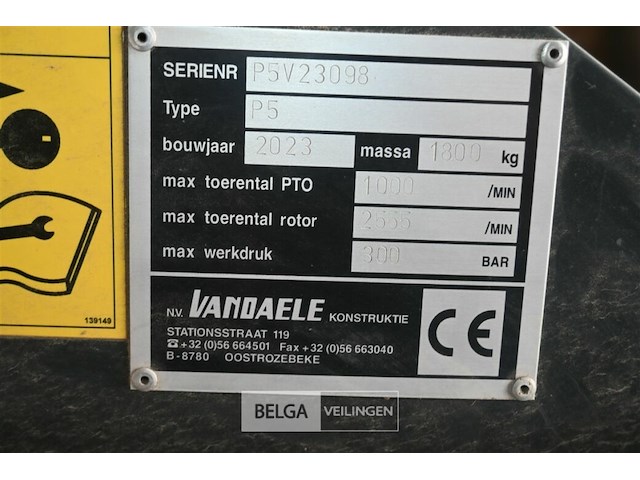 SERIENR P5V23098
Type P5
bouwjaar 2023 massa 1800 kg
max toerental PTO 1000 /MIN
max toerental rotor /MIN
max werkdruk 300 BAR
N.V. VANDAELE KONSTRUKTIE
STATIONSSTRAAT 119
☎+32 (0)56 664501 Fax +32 (0)56 663040
B-8780 OOSTROZEBEKE
CE
139149
BELGA VEILINGEN